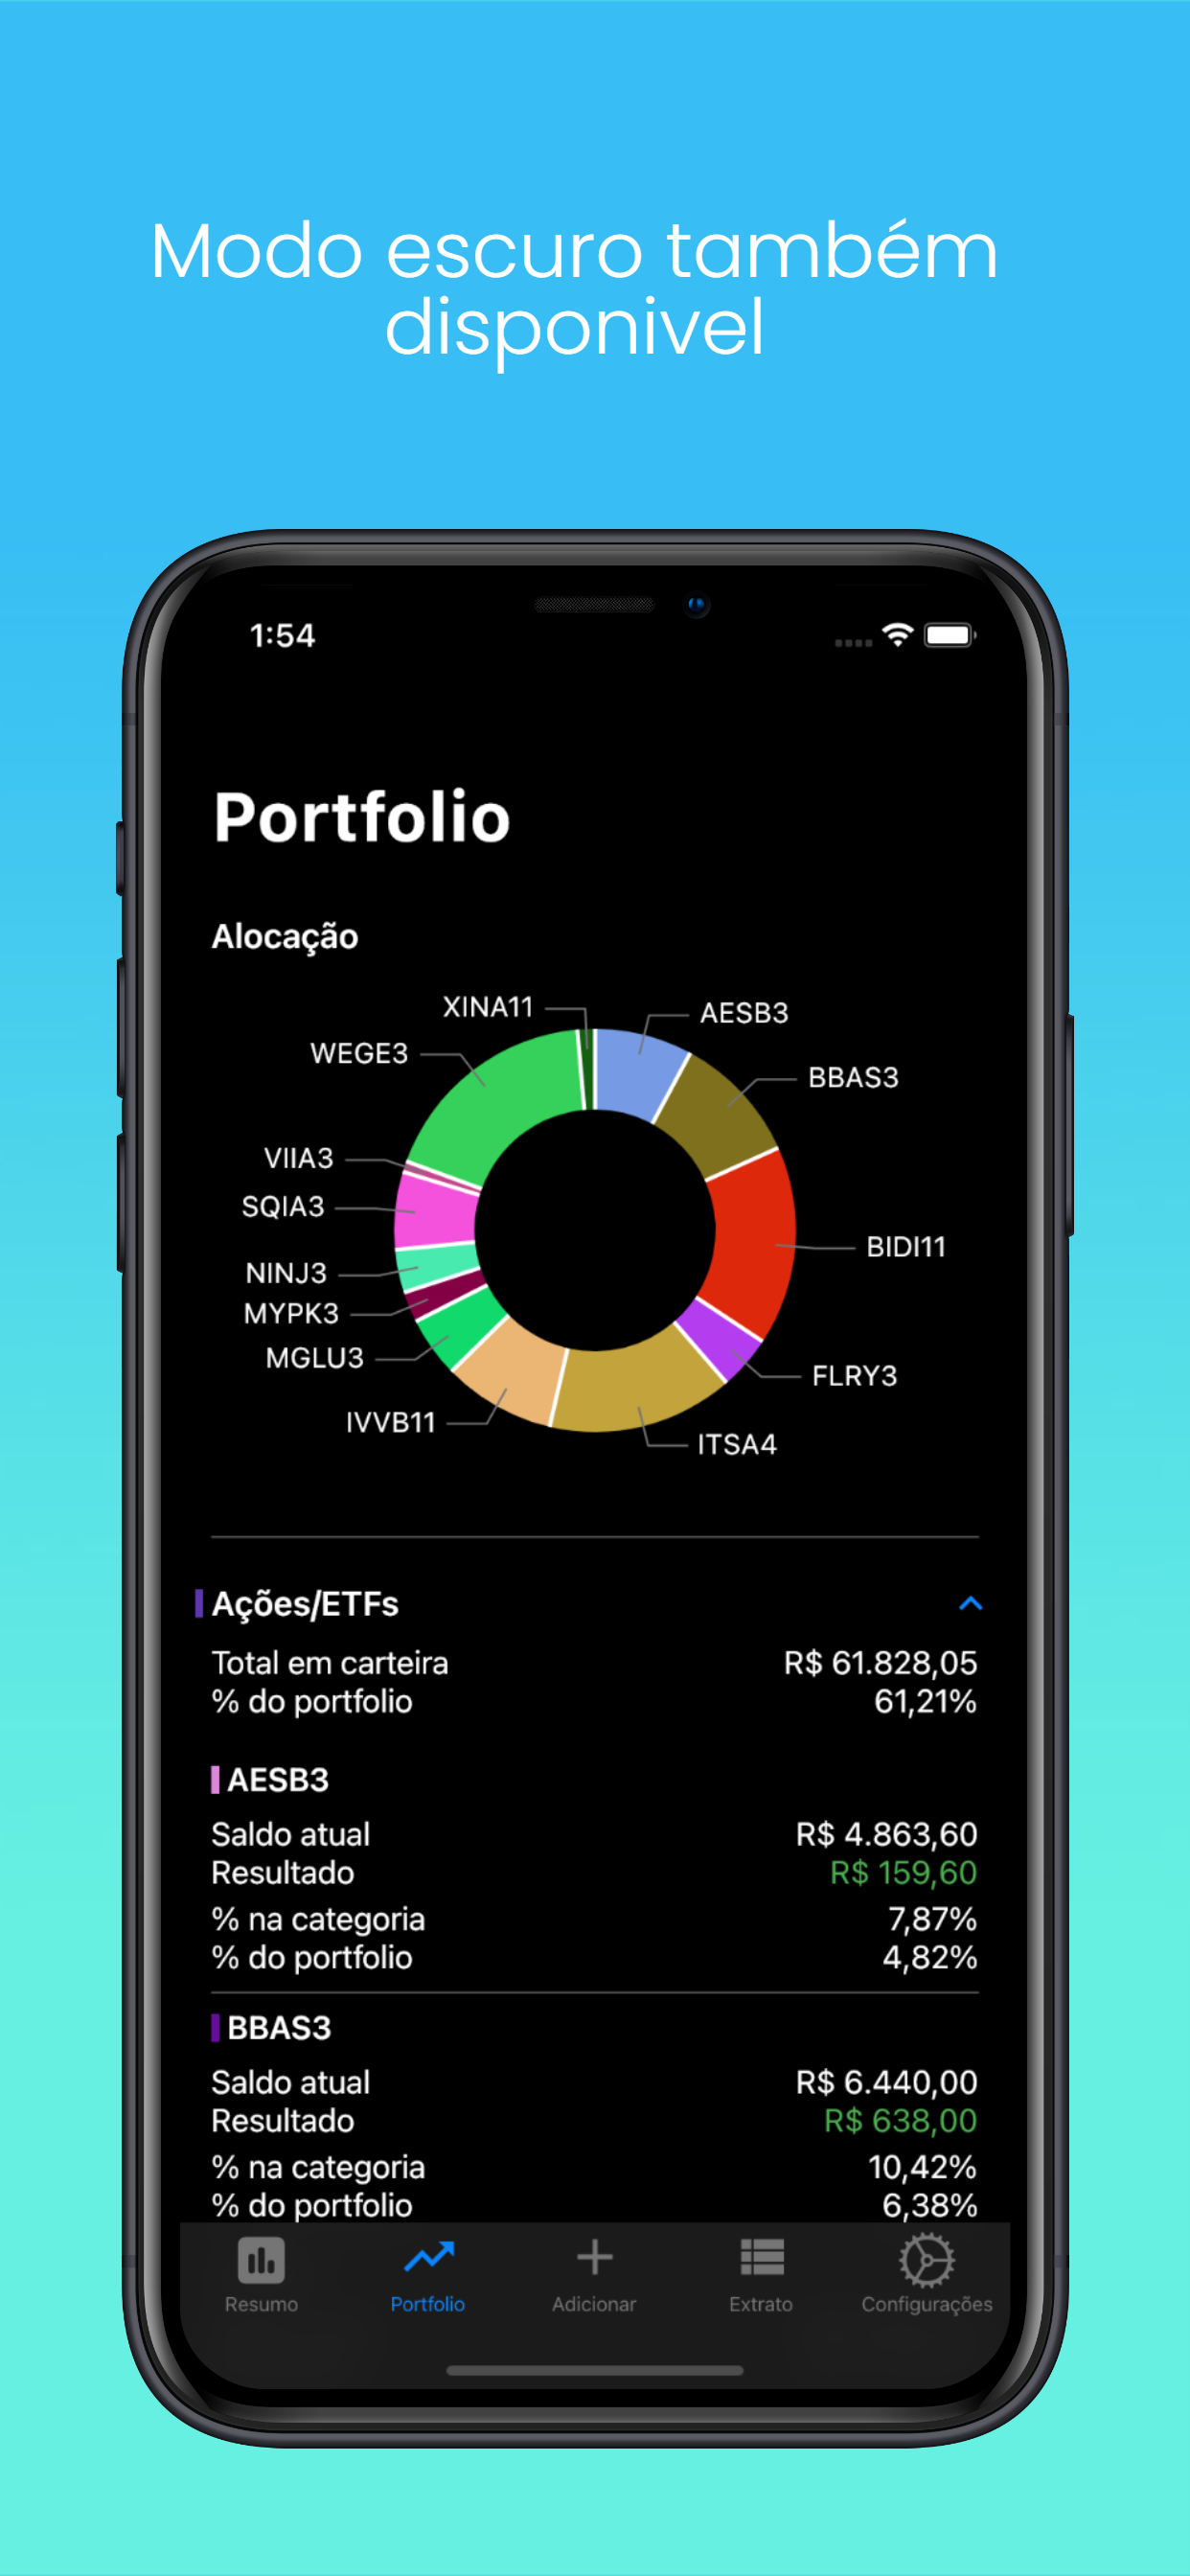 Modo escuro também
disponivel
1:54
Portfolio
Alocação
XINA11
AESB3
WEGE3
BBAS3
VIIA3
SQIA3
BIDI11
NINJ3
MYPK3
MGLU3
FLRY3
IVVB11
ITSA4
Ações/ETFs
Total em carteira R$ 61.828,05
% do portfolio 61,21%
AESB3
Saldo atual R$ 4.863,60
Resultado R$ 159,60
% na categoria 7,87%
% do portfolio 4,82%
BBAS3
Saldo atual R$ 6.440,00
Resultado R$ 638,00
% na categoria 10,42%
% do portfolio 6,38%
Resumo Portfolio Adicionar Extrato Configurações